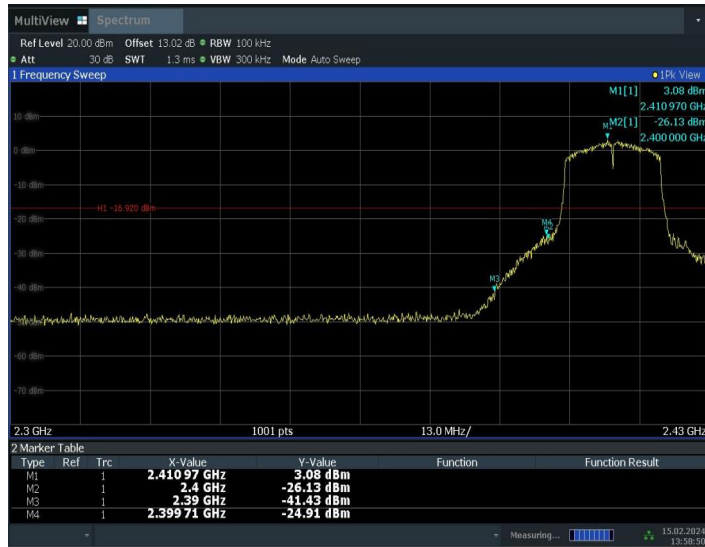 MultiView Spectrum
Ref Level 20.00 dBm Offset 13.02 dB RBW 100 kHz
Att 30 dB SWT 1.3 ms VBW 300 kHz Mode Auto Sweep
1 Frequency Sweep 1Pk View
M1[1] 3.08 dBm
2.410 970 GHz
10 dBm
M1 M2[1] -26.13 dBm
2.400 000 GHz
0 dBm
-10 dBm
H1 -16.920 dBm
-20 dBm
M4
-30 dBm
M3
-40 dBm
-60 dBm
-70 dBm
2.3 GHz 1001 pts 13.0 MHz/ 2.43 GHz
2 Marker Table
Type Ref Trc X-Value Y-Value Function Function Result
M1 1 2.410 97 GHz 3.08 dBm
M2 1 2.4 GHz -26.13 dBm
M3 1 2.39 GHz -41.43 dBm
M4 1 2.399 71 GHz -24.91 dBm
Measuring... 15.02.2024
13:58:50